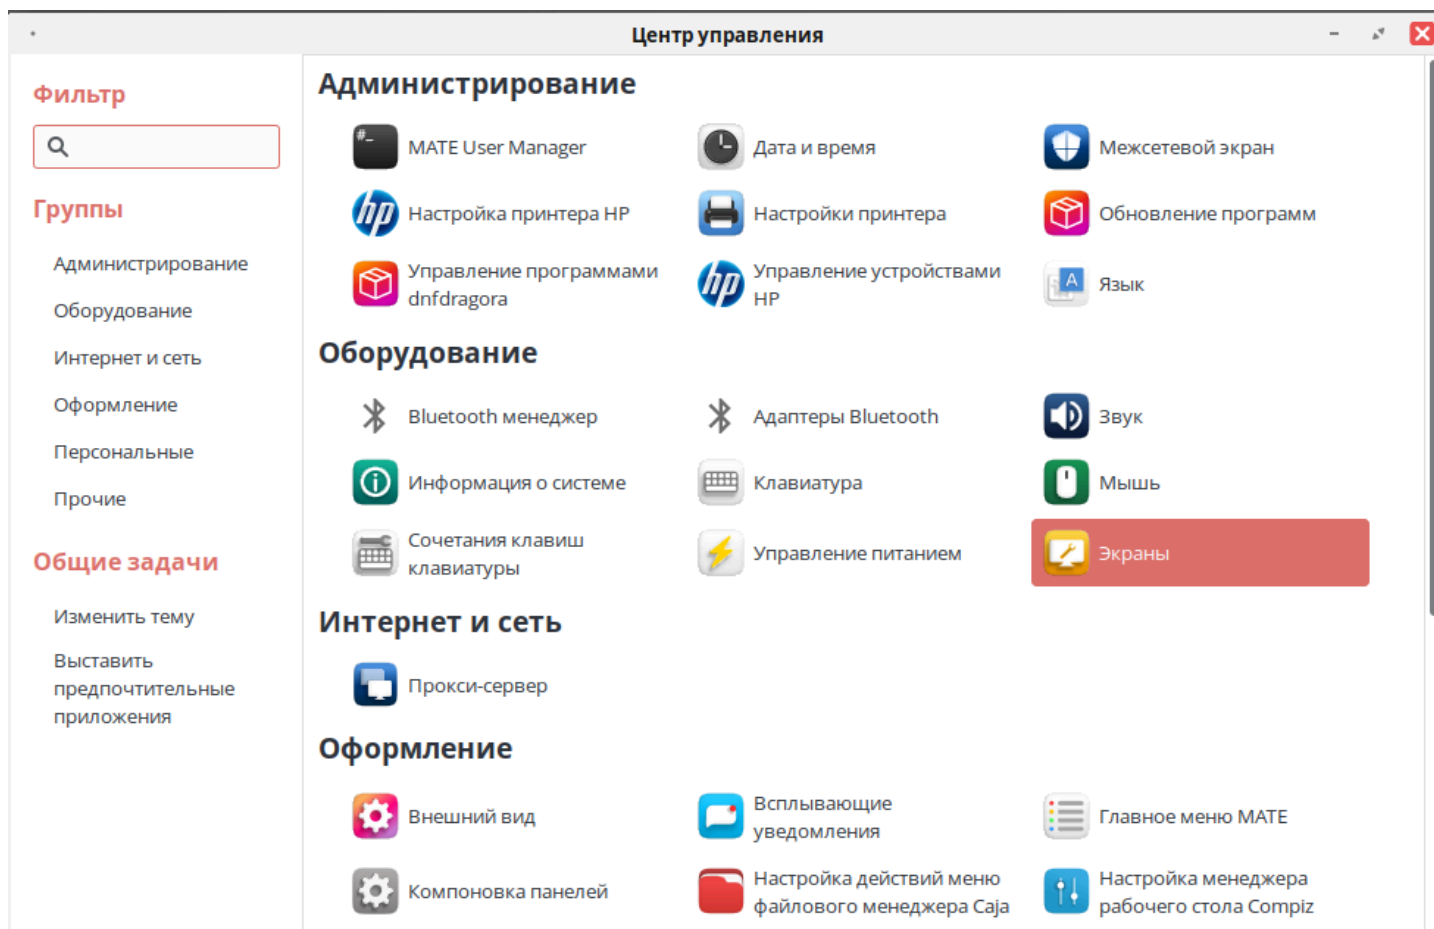 Центр управления
Фильтр
Группы
Администрирование
Оборудование
Интернет и сеть
Оформление
Персональные
Прочие
Общие задачи
Изменить тему
Выставить
предпочтительные
приложения
Администрирование
#_ MATE User Manager
Дата и время
Межсетевой экран
hp Настройка принтера HP
Настройки принтера
Обновление программ
Управление программами
dnfdragora
hp Управление устройствами
HP
A Язык
Оборудование
Bluetooth менеджер
Адаптеры Bluetooth
Звук
Информация о системе
Клавиатура
Мышь
Сочетания клавиш
клавиатуры
Управление питанием
Экраны
Интернет и сеть
Прокси-сервер
Оформление
Внешний вид
Всплывающие
уведомления
Главное меню MATE
Компоновка панелей
Настройка действий меню
файлового менеджера Caja
Настройка менеджера
рабочего стола Compiz